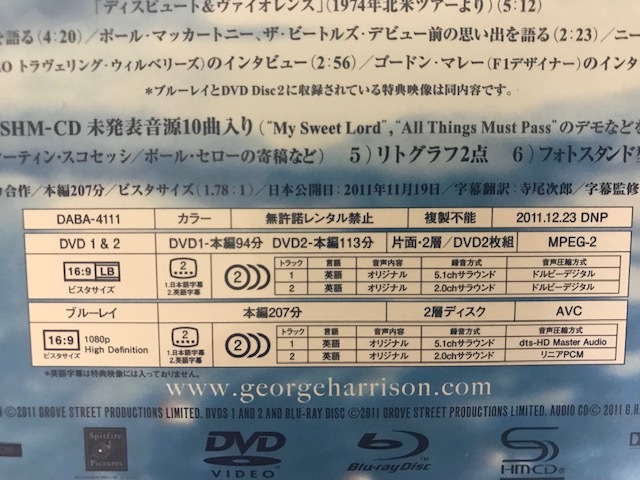 「ディスピュート&ヴァイオレンス」(1974年北米ツアーより) (5:12)
を語る(4:20)/ポール・マッカートニー、ザ・ビートルズ・デビュー前の思い出を語る(2:23)/ニー
O トラヴェリング・ウィルベリーズ)のインタビュー(2:56)/ゴードン・マレー(F1デザイナー)のインタ
*ブルーレイとDVD Disc2に収録されている特典映像は同内容です。
SHM-CD 未発表音源10曲入り("My Sweet Lord", "All Things Must Pass"のデモなど
ーティン・スコセッシ/ポール・セローの寄稿など) 5)リトグラフ2点 6)フォトスタンド
合作/本編207分/ビスタサイズ(1.78:1)/日本公開日:2011年11月19日/字幕翻訳:寺尾次郎/字幕監修
DABA-4111 カラー 無許諾レンタル禁止 複製不能 2011.12.23 DNP
DVD 1 & 2 DVD1-本編94分 DVD2-本編113分 片面・2層/DVD2枚組 MPEG-2
16:9 LB ビスタサイズ 2 1.日本語字幕 2.英語字幕 2 トラック 言語 音声内容 録音方式 音声圧縮方式
1 英語 オリジナル 5.1chサラウンド ドルビーデジタル
2 英語 オリジナル 2.0chサラウンド ドルビーデジタル
ブルーレイ 本編207分 2層ディスク AVC
16:9 ビスタサイズ 1080p High Definition 2 1.日本語字幕 2.英語字幕 2 トラック 言語 音声内容 録音方式 音声圧縮方式
1 英語 オリジナル 5.1chサラウンド dts-HD Master Audio
2 英語 オリジナル 2.0chサラウンド リニアPCM
*英語字幕は特典映像には入っておりません。
www.georgeharrison.com
©2011 GROVE STREET PRODUCTIONS LIMITED. DVDS 1 AND 2 AND BLU-RAY DISC ©2011 GROVE STREET PRODUCTIONS LIMITED. AUDIO CD ©2011 G.H.
Spitfire Pictures DVD VIDEO Blu-ray Disc SHM-CD